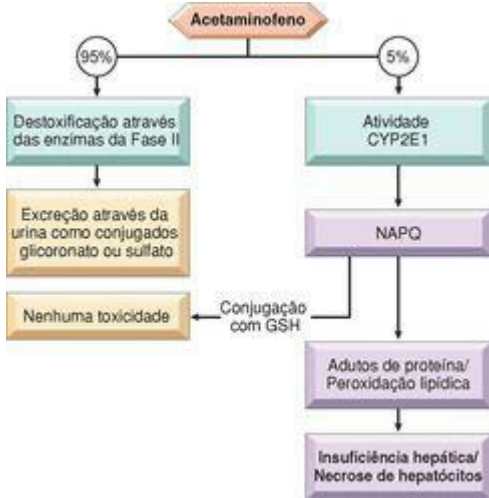 Acetaminofeno
95%
5%
Destoxificação através
das enzimas da Fase II
Atividade
CYP2E1
Excreção através da
urina como conjugados
glicoronato ou sulfato
NAPQ
Nenhuma toxicidade
Conjugação
com GSH
Adutos de proteína/
Peroxidação lipídica
Insuficiência hepática/
Necrose de hepatócitos